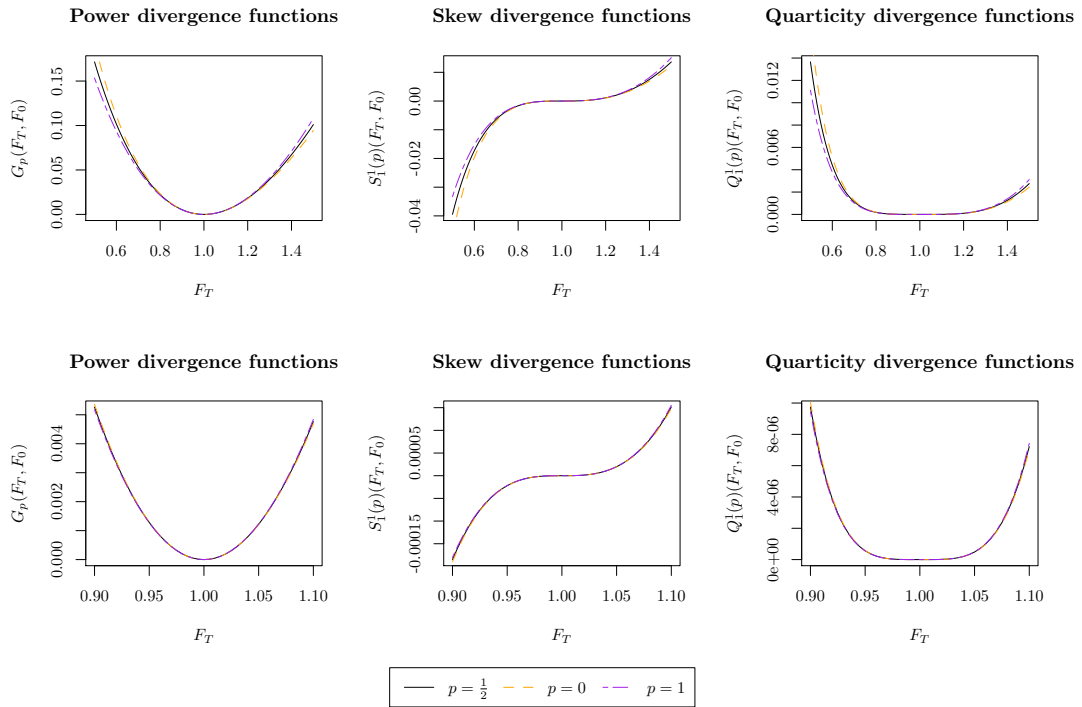 Power divergence functions
G_p(F_T, F_0)
0.00 0.05 0.10 0.15
0.6 0.8 1.0 1.2 1.4
F_T
Skew divergence functions
S_1^1(p)(F_T, F_0)
-0.04 -0.02 0.00
0.6 0.8 1.0 1.2 1.4
F_T
Quarticity divergence functions
Q_1^1(p)(F_T, F_0)
0.000 0.006 0.012
0.6 0.8 1.0 1.2 1.4
F_T
Power divergence functions
G_p(F_T, F_0)
0.000 0.002 0.004
0.90 0.95 1.00 1.05 1.10
F_T
Skew divergence functions
S_1^1(p)(F_T, F_0)
-0.00015 0.00005
0.90 0.95 1.00 1.05 1.10
F_T
Quarticity divergence functions
Q_1^1(p)(F_T, F_0)
0e+00 4e-06 8e-06
0.90 0.95 1.00 1.05 1.10
F_T
p = 1/2 p = 0 p = 1